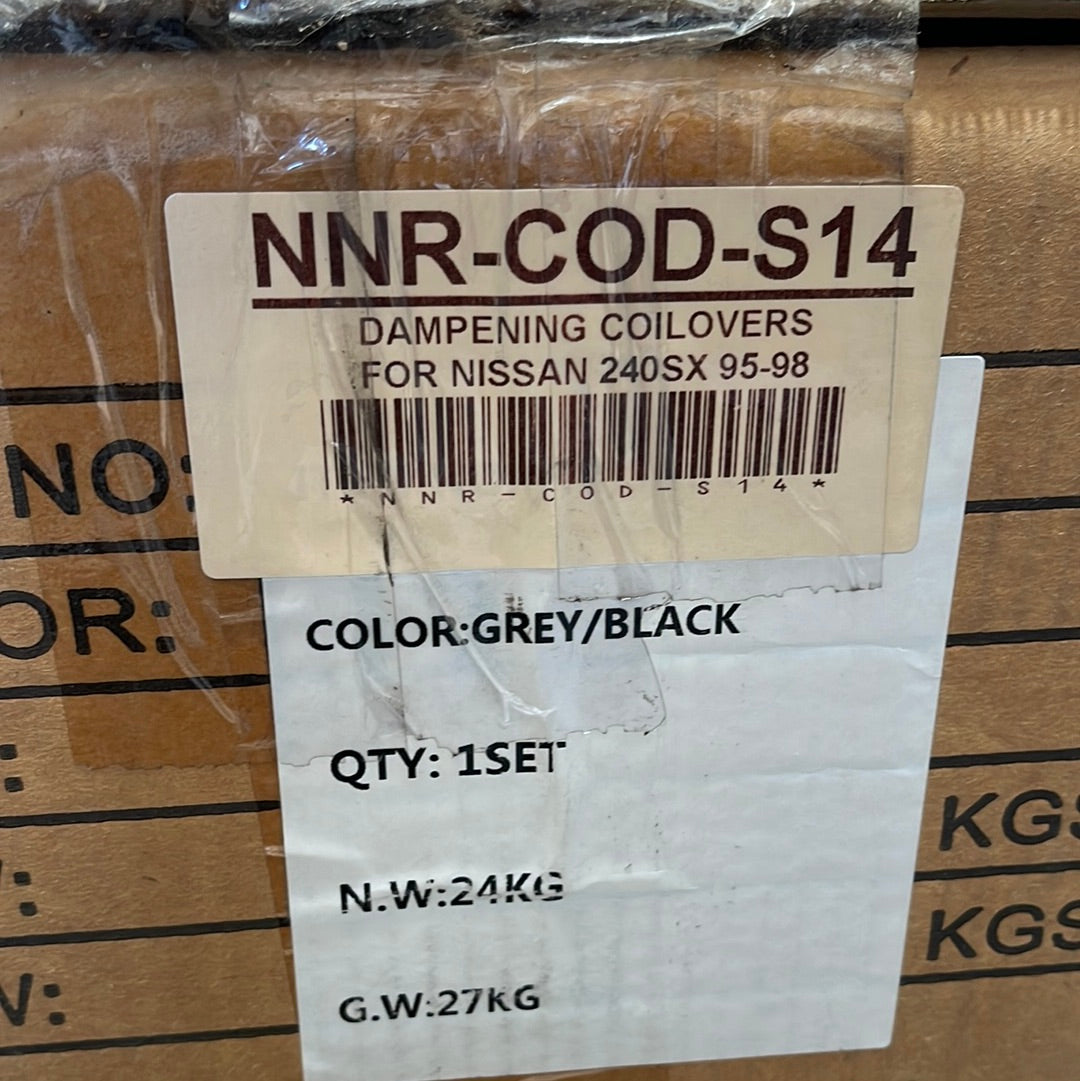 NNR-COD-S14
DAMPENING COILOVERS
FOR NISSAN 240SX 95-98
*NNR-COD-S14*
NO:
OR:
COLOR:GREY/BLACK
QTY: 1SET
KGS
N.W:24KG
KGS
G.W:27KG